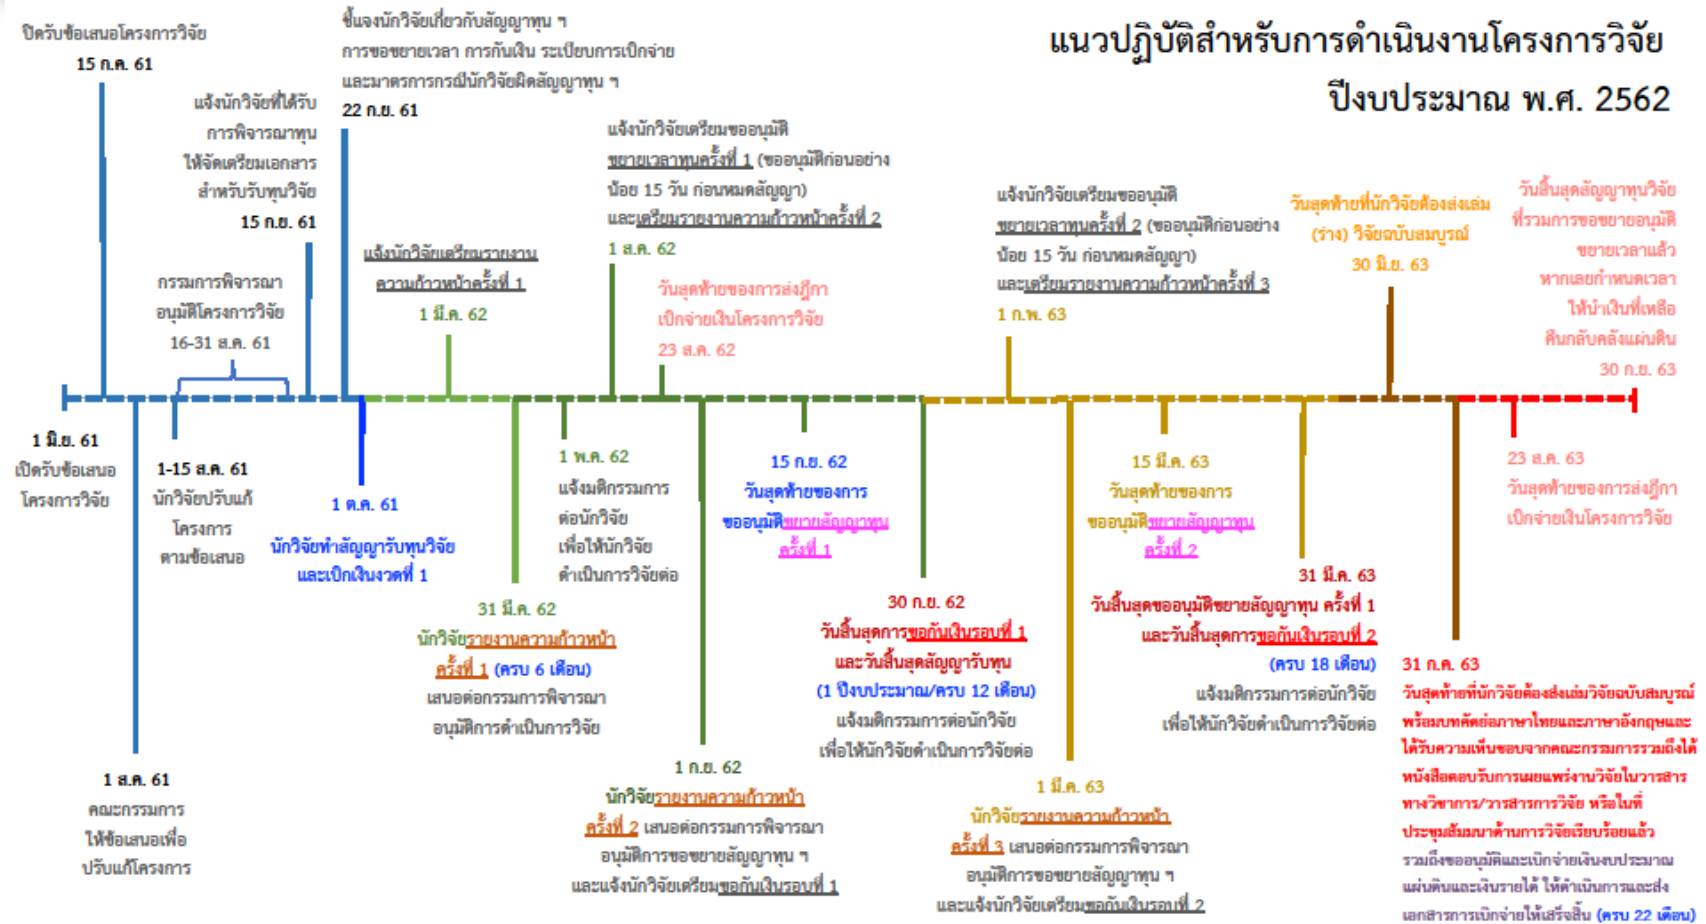 แนวปฏิบัติสำหรับการดำเนินงานโครงการวิจัย
ปีงบประมาณ พ.ศ. 2562
ปิดรับข้อเสนอโครงการวิจัย
15 ก.ค. 61
แจ้งนักวิจัยที่ได้รับ
การพิจารณาทุน
ให้จัดเตรียมเอกสาร
สำหรับรับทุนวิจัย
15 ก.ย. 61
กรรมการพิจารณา
อนุมัติโครงการวิจัย
16-31 ส.ค. 61
ชี้แจงนักวิจัยเกี่ยวกับสัญญาทุน ฯ
การขอขยายเวลา การกันเงิน ระเบียบการเบิกจ่าย
และมาตรการกรณีนักวิจัยผิดสัญญาทุน ฯ
22 ก.ย. 61
แจ้งนักวิจัยเตรียมรายงาน
ความก้าวหน้าครั้งที่ 1
1 มี.ค. 62
แจ้งนักวิจัยเตรียมขออนุมัติ
ขยายเวลาทุนครั้งที่ 1 (ขออนุมัติก่อนอย่าง
น้อย 15 วัน ก่อนหมดสัญญา)
และเตรียมรายงานความก้าวหน้าครั้งที่ 2
1 ส.ค. 62
วันสุดท้ายของการส่งฎีกา
เบิกจ่ายเงินโครงการวิจัย
23 ส.ค. 62
แจ้งนักวิจัยเตรียมขออนุมัติ
ขยายเวลาทุนครั้งที่ 2 (ขออนุมัติก่อนอย่าง
น้อย 15 วัน ก่อนหมดสัญญา)
และเตรียมรายงานความก้าวหน้าครั้งที่ 3
1 ก.พ. 63
วันสุดท้ายที่นักวิจัยต้องส่งเล่ม
(ร่าง) วิจัยฉบับสมบูรณ์
30 มิ.ย. 63
วันสิ้นสุดสัญญาทุนวิจัย
ที่รวมการขอขยายอนุมัติ
ขยายเวลาแล้ว
หากเลยกำหนดเวลา
ให้นำเงินที่เหลือ
คืนกลับคลังแผ่นดิน
30 ก.ย. 63
1 มิ.ย. 61
เปิดรับข้อเสนอ
โครงการวิจัย
1 ส.ค. 61
คณะกรรมการ
ให้ข้อเสนอเพื่อ
ปรับแก้โครงการ
1-15 ส.ค. 61
นักวิจัยปรับแก้
โครงการ
ตามข้อเสนอ
1 ต.ค. 61
นักวิจัยทำสัญญารับทุนวิจัย
และเบิกเงินงวดที่ 1
31 มี.ค. 62
นักวิจัยรายงานความก้าวหน้า
ครั้งที่ 1 (ครบ 6 เดือน)
เสนอต่อกรรมการพิจารณา
อนุมัติการดำเนินการวิจัย
1 พ.ค. 62
แจ้งมติกรรมการ
ต่อนักวิจัย
เพื่อให้นักวิจัย
ดำเนินการวิจัยต่อ
1 ก.ย. 62
นักวิจัยรายงานความก้าวหน้า
ครั้งที่ 2 เสนอต่อกรรมการพิจารณา
อนุมัติการขอขยายสัญญาทุน ฯ
และแจ้งนักวิจัยเตรียมขอกันเงินรอบที่ 1
15 ก.ย. 62
วันสุดท้ายของการ
ขออนุมัติขยายสัญญาทุน
ครั้งที่ 1
30 ก.ย. 62
วันสิ้นสุดการขอกันเงินรอบที่ 1
และวันสิ้นสุดสัญญารับทุน
(1 ปีงบประมาณ/ครบ 12 เดือน)
แจ้งมติกรรมการต่อนักวิจัย
เพื่อให้นักวิจัยดำเนินการวิจัยต่อ
1 มี.ค. 63
นักวิจัยรายงานความก้าวหน้า
ครั้งที่ 3 เสนอต่อกรรมการพิจารณา
อนุมัติการขอขยายสัญญาทุน ฯ
และแจ้งนักวิจัยเตรียมขอกันเงินรอบที่ 2
15 มี.ค. 63
วันสุดท้ายของการ
ขออนุมัติขยายสัญญาทุน
ครั้งที่ 2
31 มี.ค. 63
วันสิ้นสุดขออนุมัติขยายสัญญาทุน ครั้งที่ 1
และวันสิ้นสุดการขอกันเงินรอบที่ 2
(ครบ 18 เดือน)
แจ้งมติกรรมการต่อนักวิจัย
เพื่อให้นักวิจัยดำเนินการวิจัยต่อ
31 ก.ค. 63
วันสุดท้ายที่นักวิจัยต้องส่งเล่มวิจัยฉบับสมบูรณ์
พร้อมบทคัดย่อภาษาไทยและภาษาอังกฤษและ
ได้รับความเห็นชอบจากคณะกรรมการรวมถึงได้
หนังสือตอบรับการเผยแพร่งานวิจัยในวารสาร
ทางวิชาการ/วารสารการวิจัย หรือในที่
ประชุมสัมมนาด้านการวิจัยเรียบร้อยแล้ว
รวมถึงขออนุมัติและเบิกจ่ายเงินงบประมาณ
แผ่นดินและเงินรายได้ ให้ดำเนินการและส่ง
เอกสารการเบิกจ่ายให้เสร็จสิ้น (ครบ 22 เดือน)
23 ส.ค. 63
วันสุดท้ายของการส่งฎีกา
เบิกจ่ายเงินโครงการวิจัย